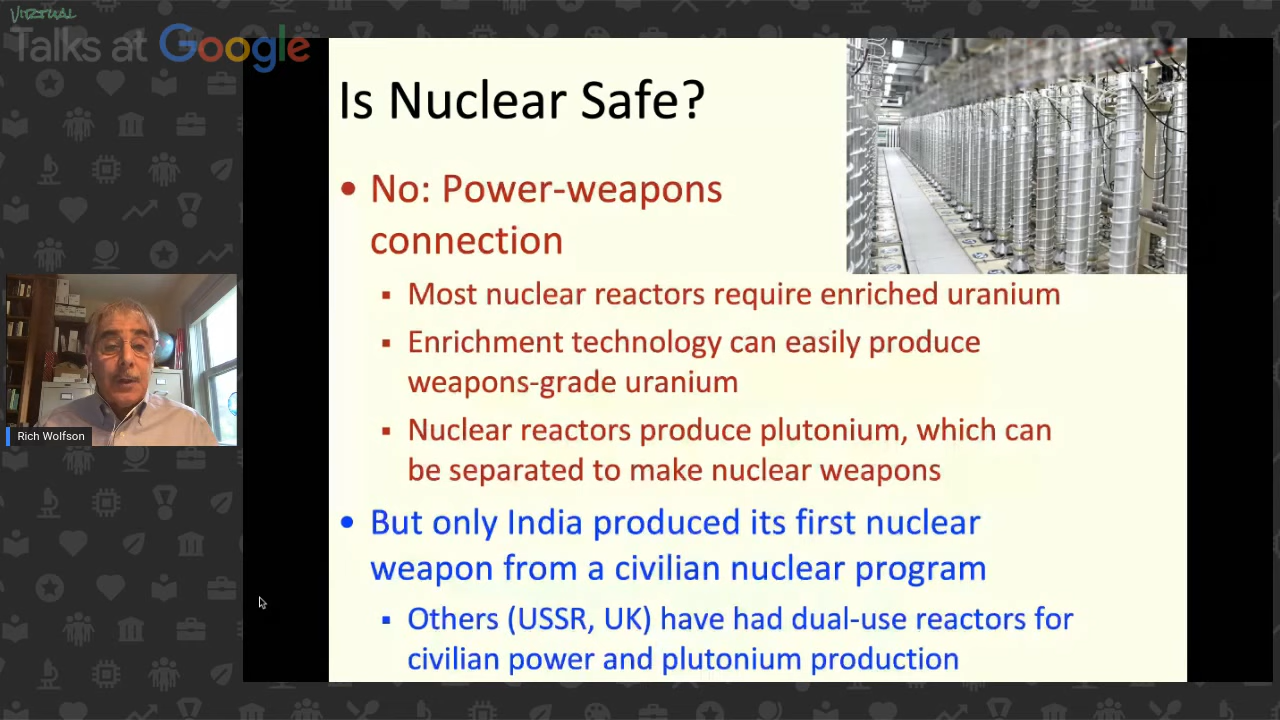 VIRTUAL
Talks at Google
Is Nuclear Safe?
• No: Power-weapons
connection
▪ Most nuclear reactors require enriched uranium
▪ Enrichment technology can easily produce
weapons-grade uranium
▪ Nuclear reactors produce plutonium, which can
be separated to make nuclear weapons
• But only India produced its first nuclear
weapon from a civilian nuclear program
▪ Others (USSR, UK) have had dual-use reactors for
civilian power and plutonium production
Rich Wolfson